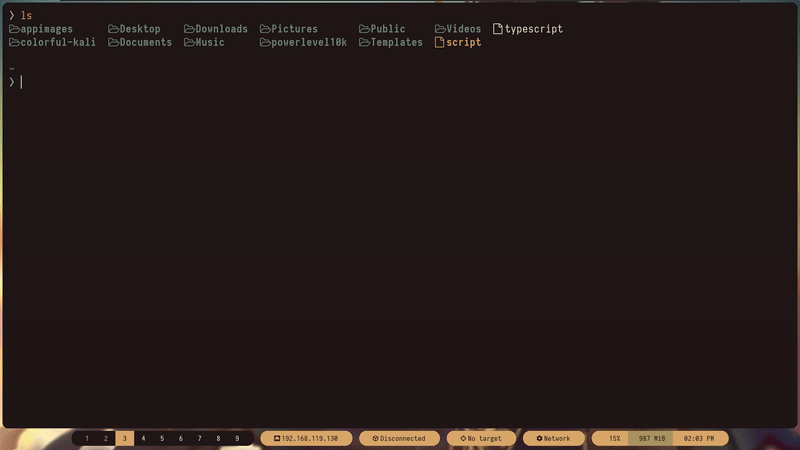 ❯ ls
appimages Desktop Downloads Pictures Public Videos typescript
colorful-kali Documents Music powerlevel10k Templates script
~
❯
1 2 3 4 5 6 7 8 9 192.168.119.130 Disconnected No target Network 15% 987 MiB 02:03 PM